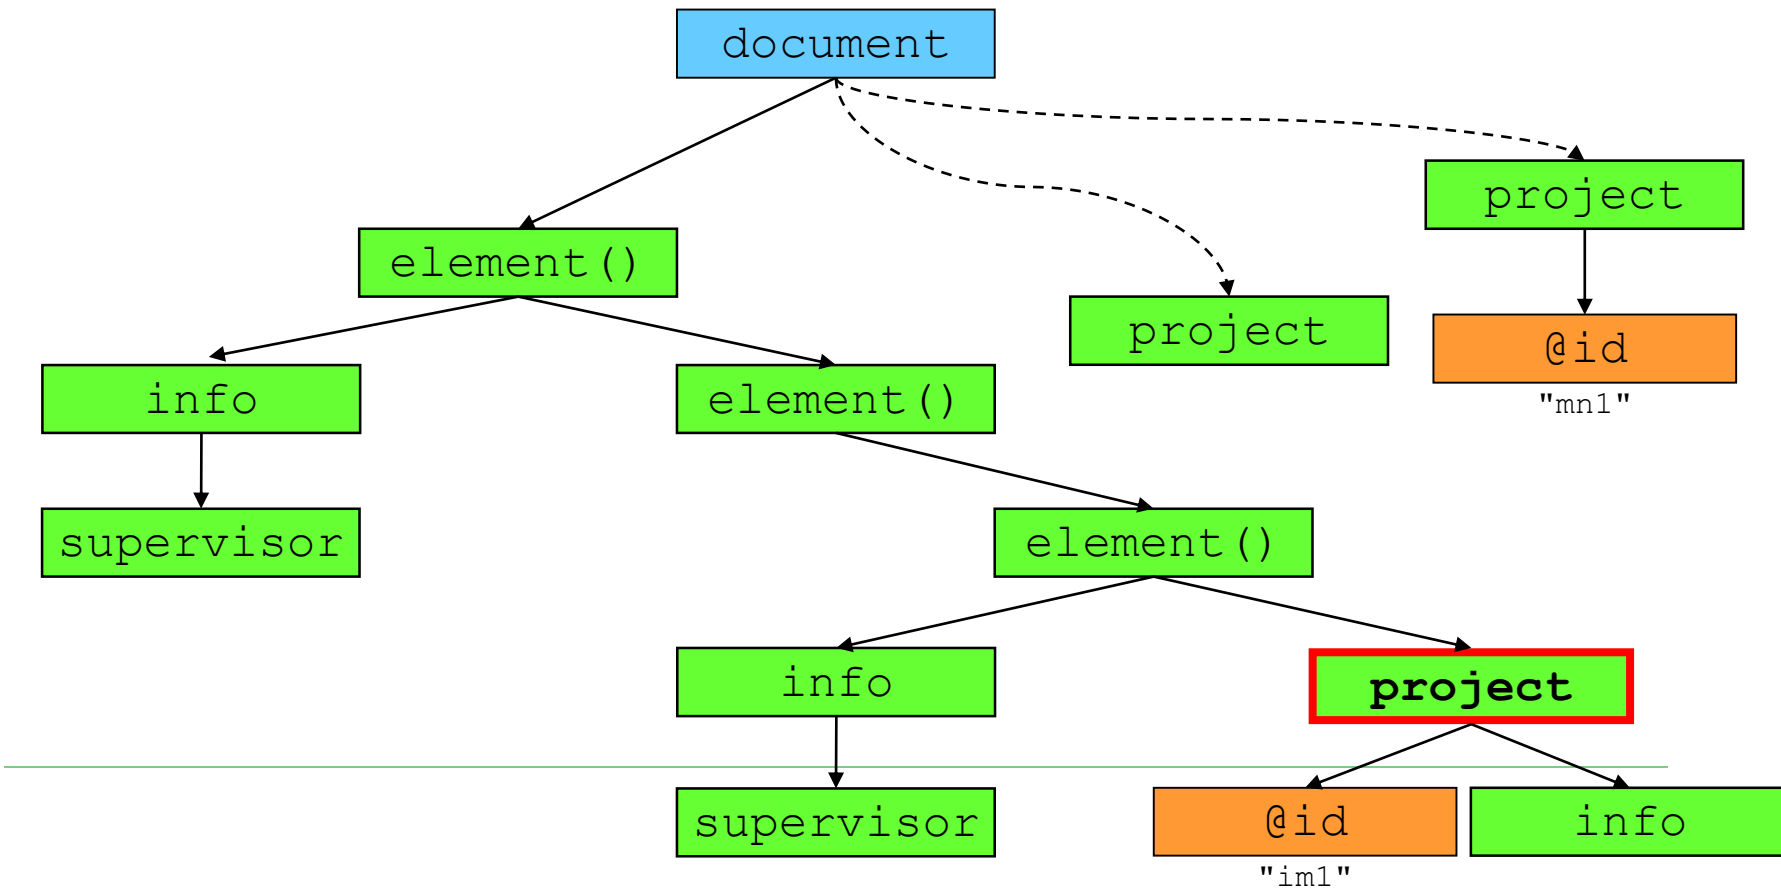 document
project
element()
project
@id
info
element()
"mn1"
supervisor
element()
info
project
supervisor
@id
info
"im1"